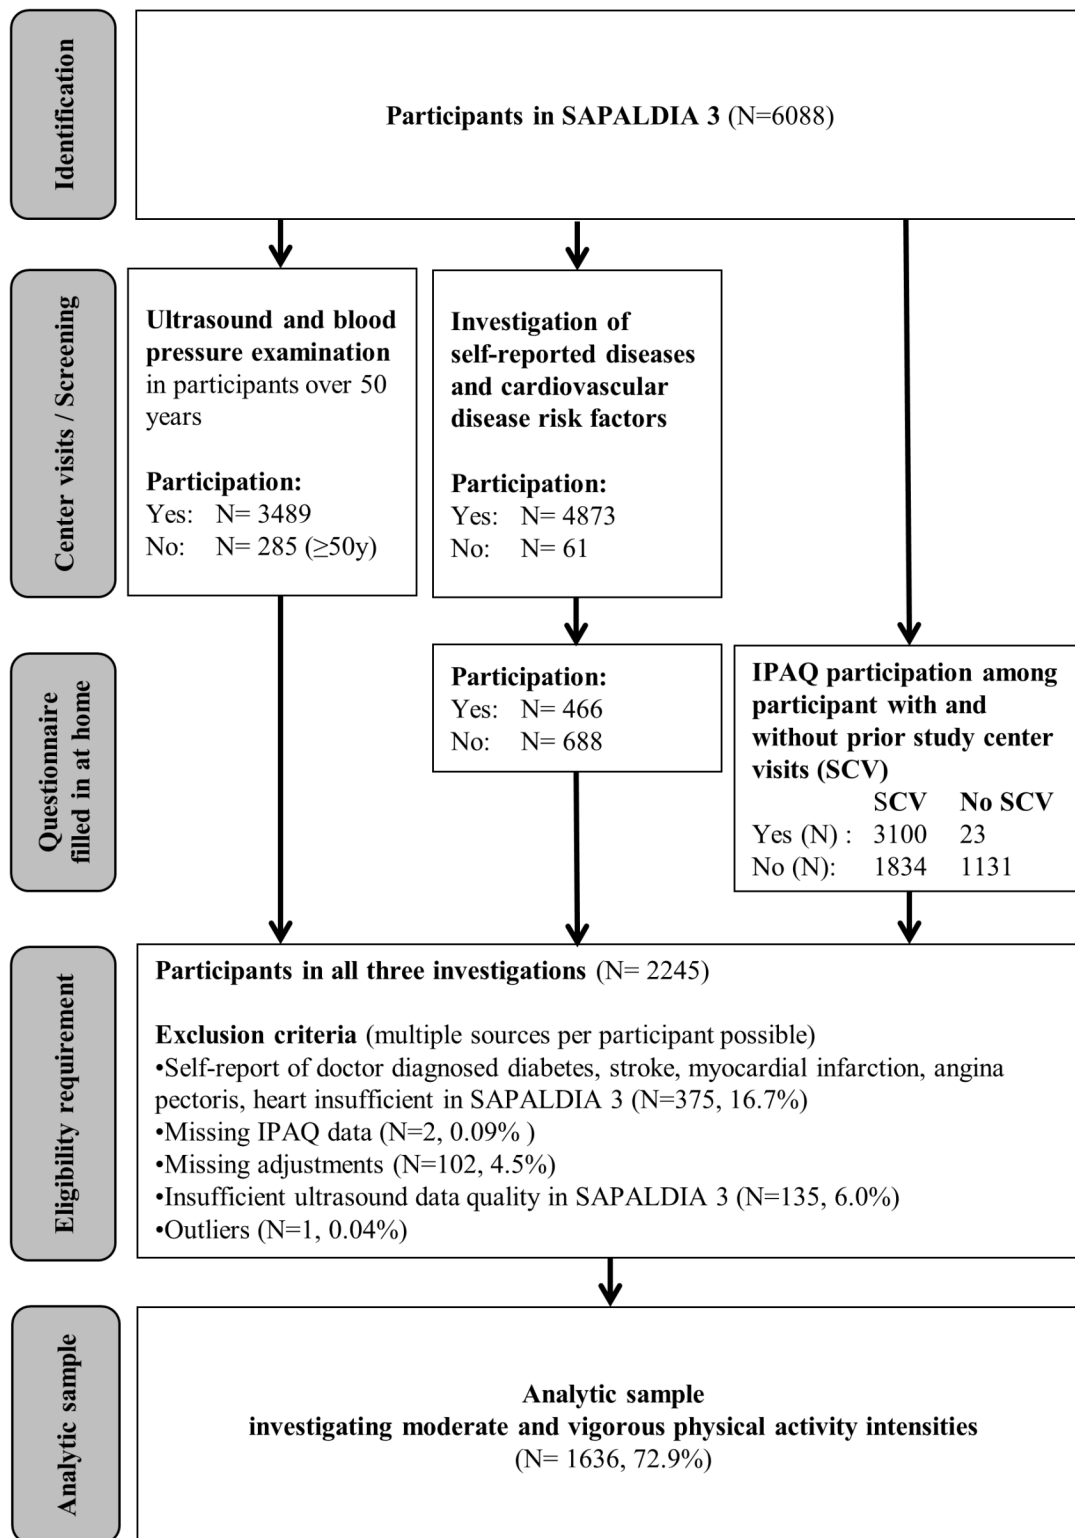 Identification
Participants in SAPALDIA 3 (N=6088)
Center visits / Screening
Ultrasound and blood
pressure examination
in participants over 50
years
Participation:
Yes: N= 3489
No: N= 285 (≥50y)
Investigation of
self-reported diseases
and cardiovascular
disease risk factors
Participation:
Yes: N= 4873
No: N= 61
Questionnaire
filled in at home
Participation:
Yes: N= 466
No: N= 688
IPAQ participation among
participant with and
without prior study center
visits (SCV)
SCV No SCV
Yes (N) : 3100 23
No (N): 1834 1131
Eligibility requirement
Participants in all three investigations (N= 2245)
Exclusion criteria (multiple sources per participant possible)
•Self-report of doctor diagnosed diabetes, stroke, myocardial infarction, angina
pectoris, heart insufficient in SAPALDIA 3 (N=375, 16.7%)
•Missing IPAQ data (N=2, 0.09% )
•Missing adjustments (N=102, 4.5%)
•Insufficient ultrasound data quality in SAPALDIA 3 (N=135, 6.0%)
•Outliers (N=1, 0.04%)
Analytic sample
Analytic sample
investigating moderate and vigorous physical activity intensities
(N= 1636, 72.9%)